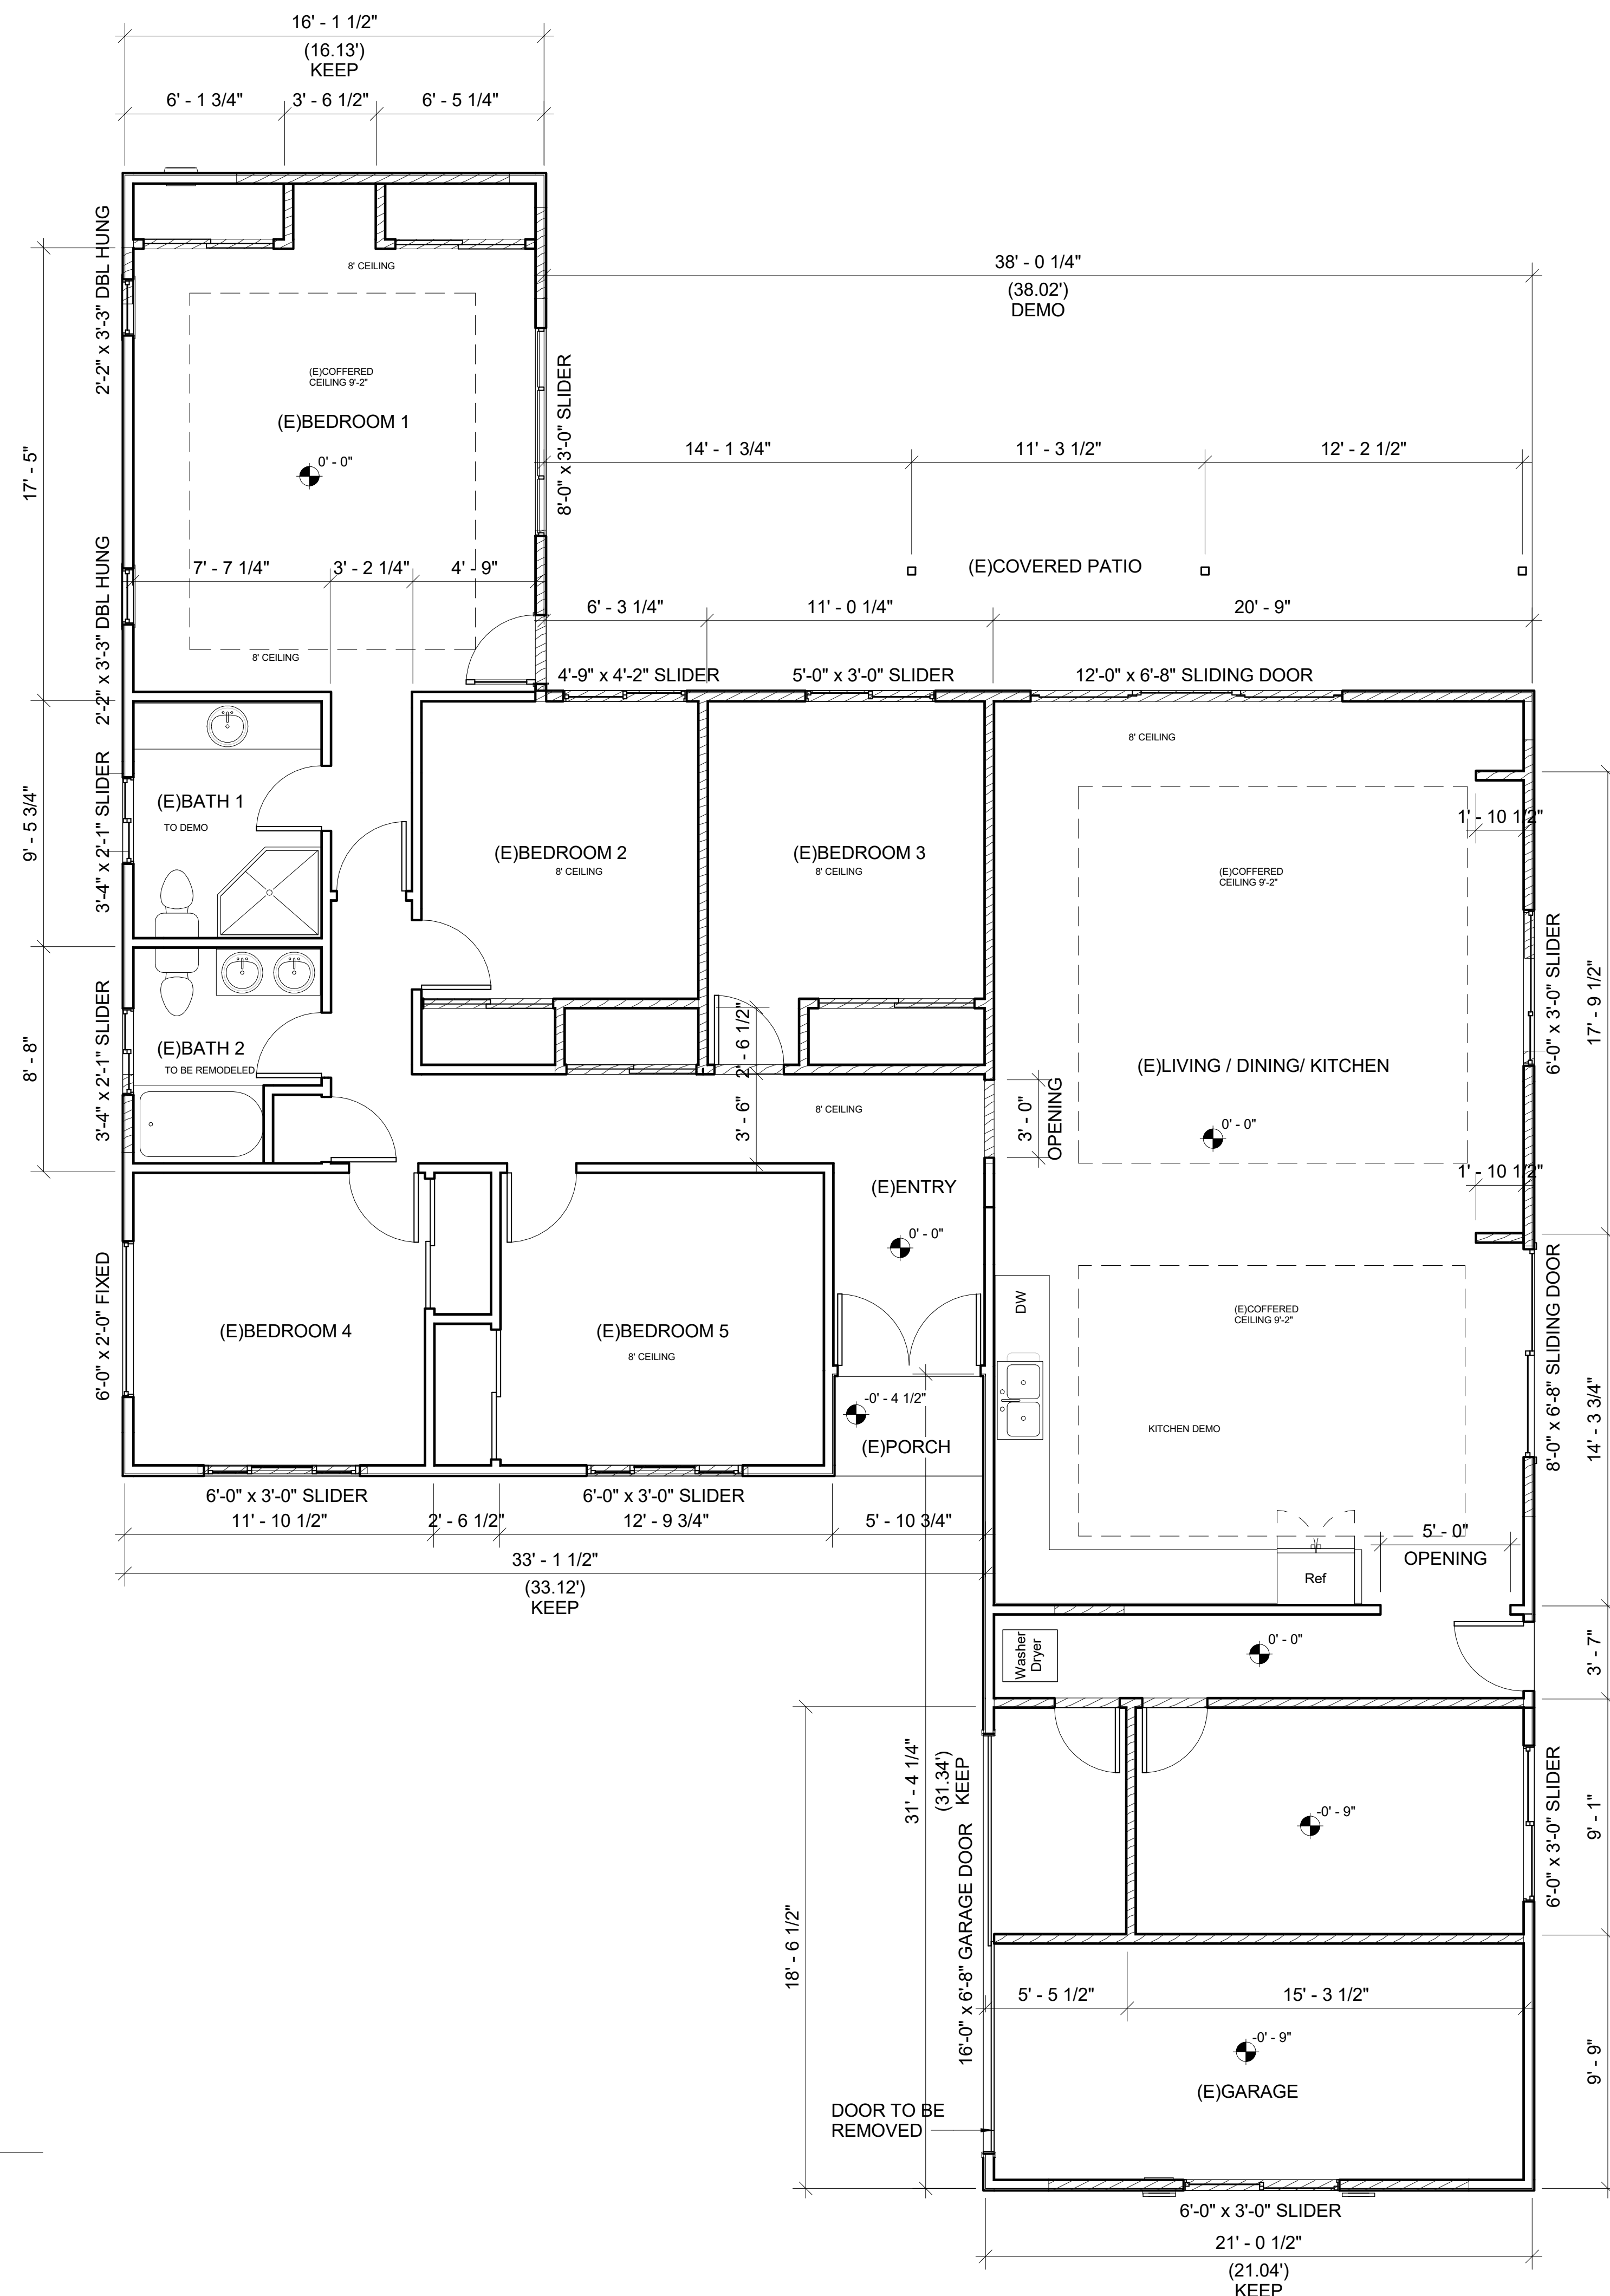 16' - 1 1/2"
(16.13')
KEEP
6' - 1 3/4"
3' - 6 1/2"
6' - 5 1/4"
2'-2" x 3'-3" DBL HUNG
8' CEILING
38' - 0 1/4"
(38.02')
DEMO
(E)COFFERED
CEILING 9'-2"
(E)BEDROOM 1
0' - 0"
8'-0" x 3'-0" SLIDER
17' - 5"
14' - 1 3/4"
11' - 3 1/2"
12' - 2 1/2"
2'-2" x 3'-3" DBL HUNG
7' - 7 1/4"
3' - 2 1/4"
4' - 9"
(E)COVERED PATIO
6' - 3 1/4"
11' - 0 1/4"
20' - 9"
8' CEILING
4'-9" x 4'-2" SLIDER
5'-0" x 3'-0" SLIDER
12'-0" x 6'-8" SLIDING DOOR
8' CEILING
9' - 5 3/4"
3'-4" x 2'-1" SLIDER
(E)BATH 1
TO DEMO
(E)BEDROOM 2
8' CEILING
(E)BEDROOM 3
8' CEILING
1' - 10 1/2"
(E)COFFERED
CEILING 9'-2"
6'-0" x 3'-0" SLIDER
17' - 9 1/2"
8' - 8"
3'-4" x 2'-1" SLIDER
(E)BATH 2
TO BE REMODELED
2' - 6 1/2"
3' - 6"
8' CEILING
3' - 0"
OPENING
(E)LIVING / DINING/ KITCHEN
0' - 0"
1' - 10 1/2"
(E)ENTRY
0' - 0"
6'-0" x 2'-0" FIXED
(E)BEDROOM 4
(E)BEDROOM 5
8' CEILING
DW
(E)COFFERED
CEILING 9'-2"
8'-0" x 6'-8" SLIDING DOOR
14' - 3 3/4"
-0' - 4 1/2"
(E)PORCH
KITCHEN DEMO
6'-0" x 3'-0" SLIDER
6'-0" x 3'-0" SLIDER
11' - 10 1/2"
2' - 6 1/2"
12' - 9 3/4"
5' - 10 3/4"
33' - 1 1/2"
(33.12')
KEEP
5' - 0"
OPENING
Ref
Washer
Dryer
0' - 0"
3' - 7"
31' - 4 1/4"
(31.34')
KEEP
-0' - 9"
6'-0" x 3'-0" SLIDER
9' - 1"
18' - 6 1/2"
16'-0" x 6'-8" GARAGE DOOR
5' - 5 1/2"
15' - 3 1/2"
-0' - 9"
(E)GARAGE
9' - 9"
DOOR TO BE
REMOVED
6'-0" x 3'-0" SLIDER
21' - 0 1/2"
(21.04')
KEEP